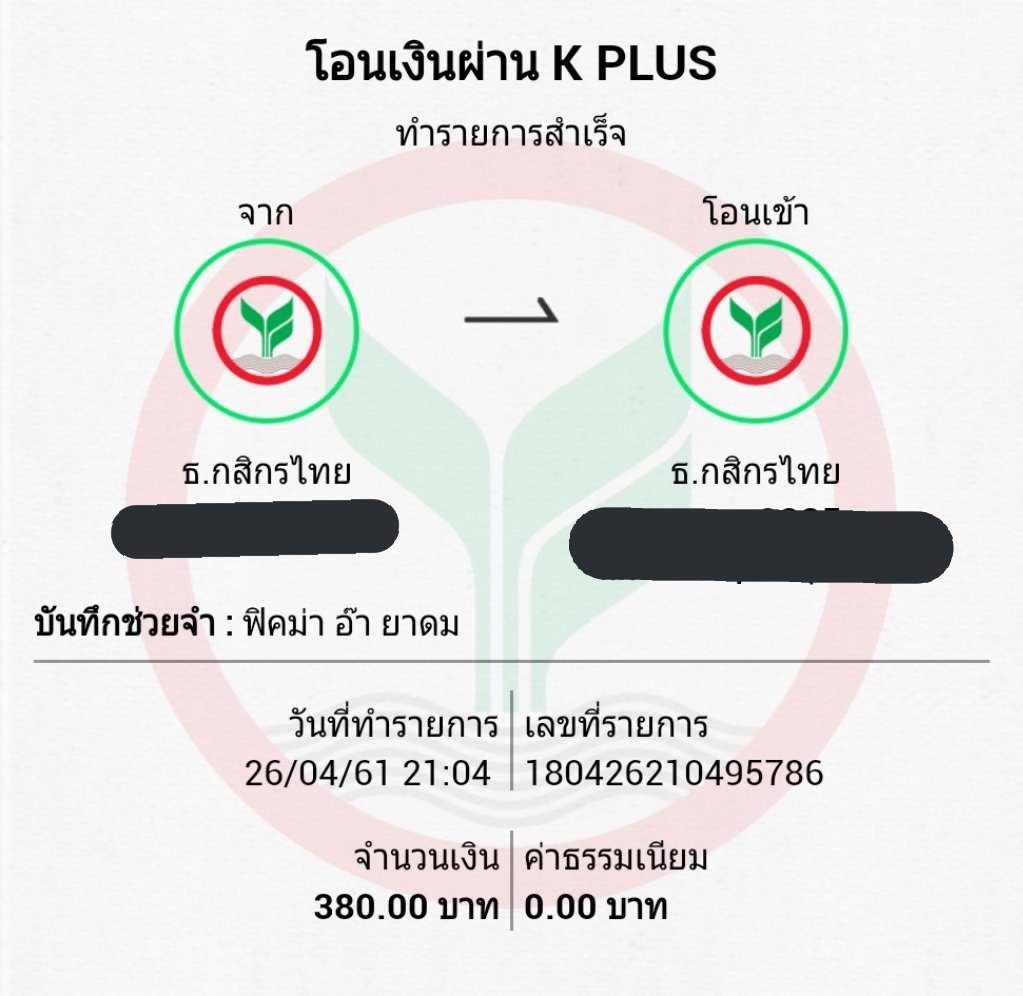 โอนเงินผ่าน K PLUS
ทำรายการสำเร็จ
จาก
โอนเข้า
ธ.กสิกรไทย
ธ.กสิกรไทย
บันทึกช่วยจำ : ฟิคม่า อ๊า ยาดม
วันที่ทำรายการ
26/04/61 21:04
เลขที่รายการ
180426210495786
จำนวนเงิน
380.00 บาท
ค่าธรรมเนียม
0.00 บาท